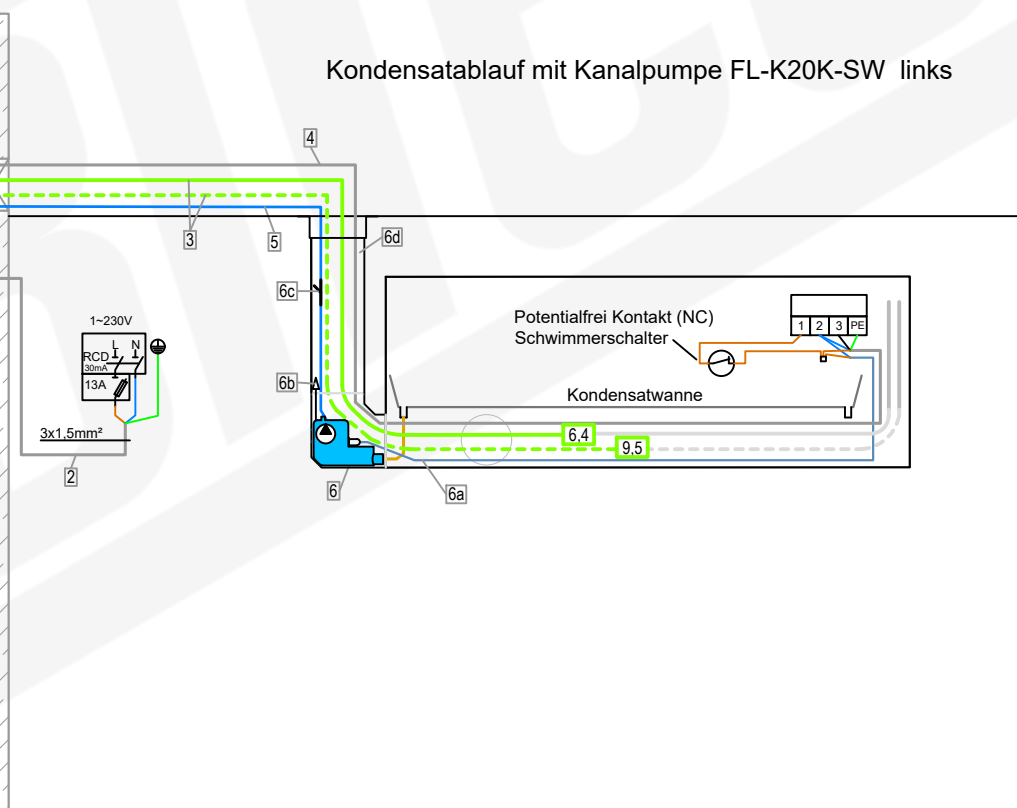 Kondensatablauf mit Kanalpumpe FL-K20K-SW links
4
3
5
6d
6c
1~230V
L N
RCD
30mA
13A
3x1,5mm²
2
Potentialfrei Kontakt (NC)
Schwimmerschalter
1 2 3 PE
6b
Kondensatwanne
6,4
9,5
6
6a